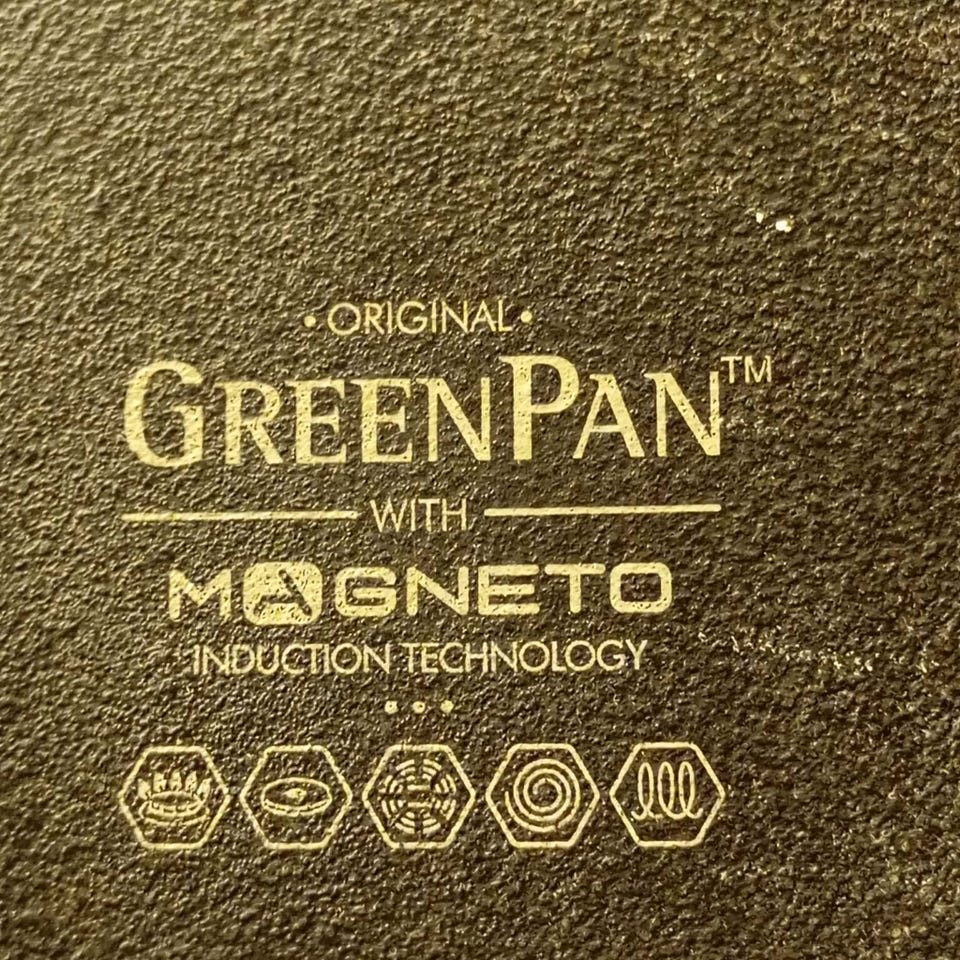 • ORIGINAL •
GREENPAN™
WITH
MAGNETO
INDUCTION TECHNOLOGY